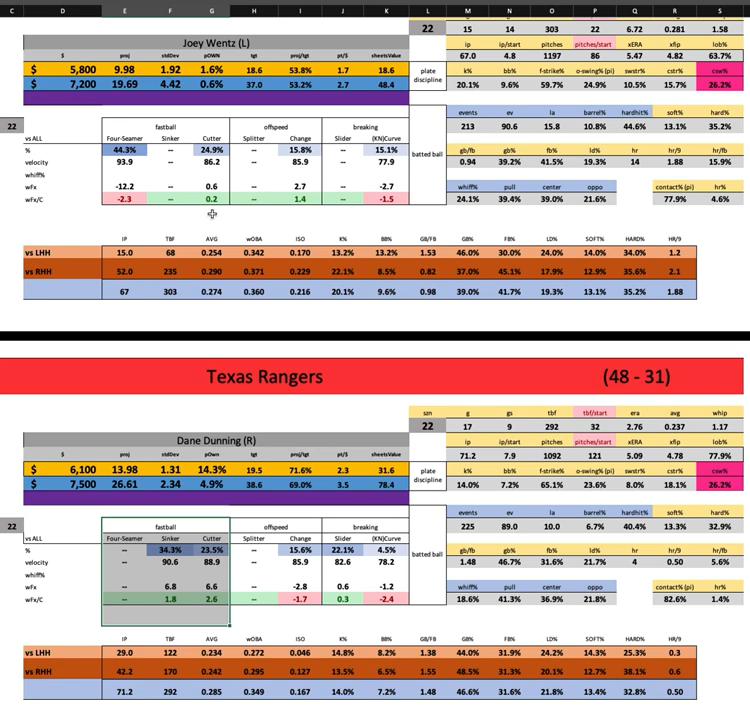 C D E F G H I J K L M N O P Q R S
22 15 14 303 22 6.72 0.281 1.58
Joey Wentz (L) ip ip/start pitches pitches/start xERA xfip lob%
$ proj stdDev pOWN tgt proj/tgt pt/$ sheetsValue 67.0 4.8 1197 86 5.47 4.82 63.7%
$ 5,800 9.98 1.92 1.6% 18.6 53.8% 1.7 18.6 plate discipline k% bb% f-strike% o-swing% (pi) swstr% cstr% csw%
$ 7,200 19.69 4.42 0.6% 37.0 53.2% 2.7 48.4 20.1% 9.6% 59.7% 24.9% 10.5% 15.7% 26.2%
events ev la barrel% hardhit% soft% hard%
22 fastball offspeed breaking 213 90.6 15.8 10.8% 44.6% 13.1% 35.2%
vs ALL Four-Seamer Sinker Cutter Splitter Change Slider (KN)Curve batted ball
% 44.3% -- 24.9% -- 15.8% -- 15.1% gb/fb gb% fb% ld% hr hr/9 hr/fb
velocity 93.9 86.2 85.9 77.9 0.94 39.2% 41.5% 19.3% 14 1.88 15.9%
whiff%
wFx -12.2 0.6 2.7 -2.7 whiff% pull center oppo contact% (pi) hr%
wFx/C -2.3 -- 0.2 -- 1.4 -- -1.5 24.1% 39.4% 39.0% 21.6% 77.9% 4.6%
IP TBF AVG wOBA ISO K% BB% GB/FB GB% FB% LD% SOFT% HARD% HR/9
vs LHH 15.0 68 0.254 0.342 0.170 13.2% 13.2% 1.53 46.0% 30.0% 24.0% 14.0% 34.0% 1.2
vs RHH 52.0 235 0.290 0.371 0.229 22.1% 8.5% 0.82 37.0% 45.1% 17.9% 12.9% 35.6% 2.1
67 303 0.274 0.360 0.216 20.1% 9.6% 0.98 39.0% 41.7% 19.3% 13.1% 35.2% 1.88
Texas Rangers (48 - 31)
szn g gs tbf tbf/start era avg whip
22 17 9 292 32 2.76 0.237 1.17
Dane Dunning (R) ip ip/start pitches pitches/start xERA xfip lob%
$ proj stdDev pOwn tgt proj/tgt pt/$ sheetsValue 71.2 7.9 1092 121 5.09 4.78 77.9%
$ 6,100 13.98 1.31 14.3% 19.5 71.6% 2.3 31.6 plate discipline k% bb% f-strike% o-swing% (pi) swstr% cstr% csw%
$ 7,500 26.61 2.34 4.9% 38.6 69.0% 3.5 78.4 14.0% 7.2% 65.1% 23.6% 8.0% 18.1% 26.2%
events ev la barrel% hardhit% soft% hard%
22 fastball offspeed breaking 225 89.0 10.0 6.7% 40.4% 13.3% 32.9%
vs ALL Four-Seamer Sinker Cutter Splitter Change Slider (KN)Curve batted ball
% -- 34.3% 23.5% -- 15.6% 22.1% 4.5% gb/fb gb% fb% ld% hr hr/9 hr/fb
velocity 90.6 88.9 85.9 82.6 78.2 1.48 46.7% 31.6% 21.7% 4 0.50 5.6%
whiff%
wFx 6.8 6.6 -2.8 0.6 -1.2 whiff% pull center oppo contact% (pi) hr%
wFx/C -- 1.8 2.6 -- -1.7 0.3 -2.4 18.6% 41.3% 36.9% 21.8% 82.6% 1.4%
IP TBF AVG wOBA ISO K% BB% GB/FB GB% FB% LD% SOFT% HARD% HR/9
vs LHH 29.0 122 0.234 0.272 0.046 14.8% 8.2% 1.38 44.0% 31.9% 24.2% 14.3% 25.3% 0.3
vs RHH 42.2 170 0.242 0.295 0.127 13.5% 6.5% 1.55 48.5% 31.3% 20.1% 12.7% 38.1% 0.6
71.2 292 0.285 0.349 0.167 14.0% 7.2% 1.48 46.6% 31.6% 21.8% 13.4% 32.8% 0.50